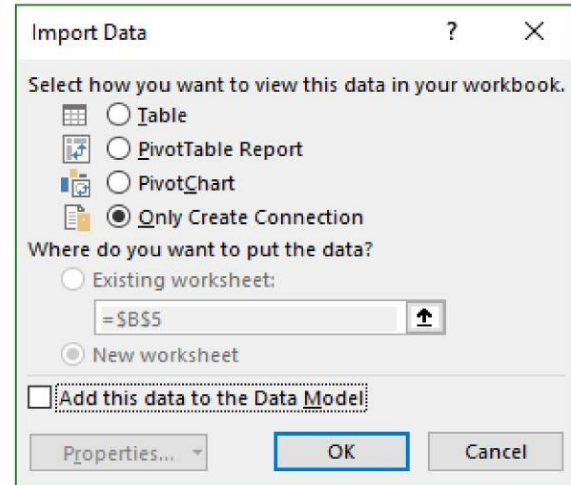 Import Data ? ×
Select how you want to view this data in your workbook.
Table
PivotTable Report
PivotChart
Only Create Connection
Where do you want to put the data?
Existing worksheet:
=$B$5
New worksheet
Add this data to the Data Model
Properties...
OK
Cancel